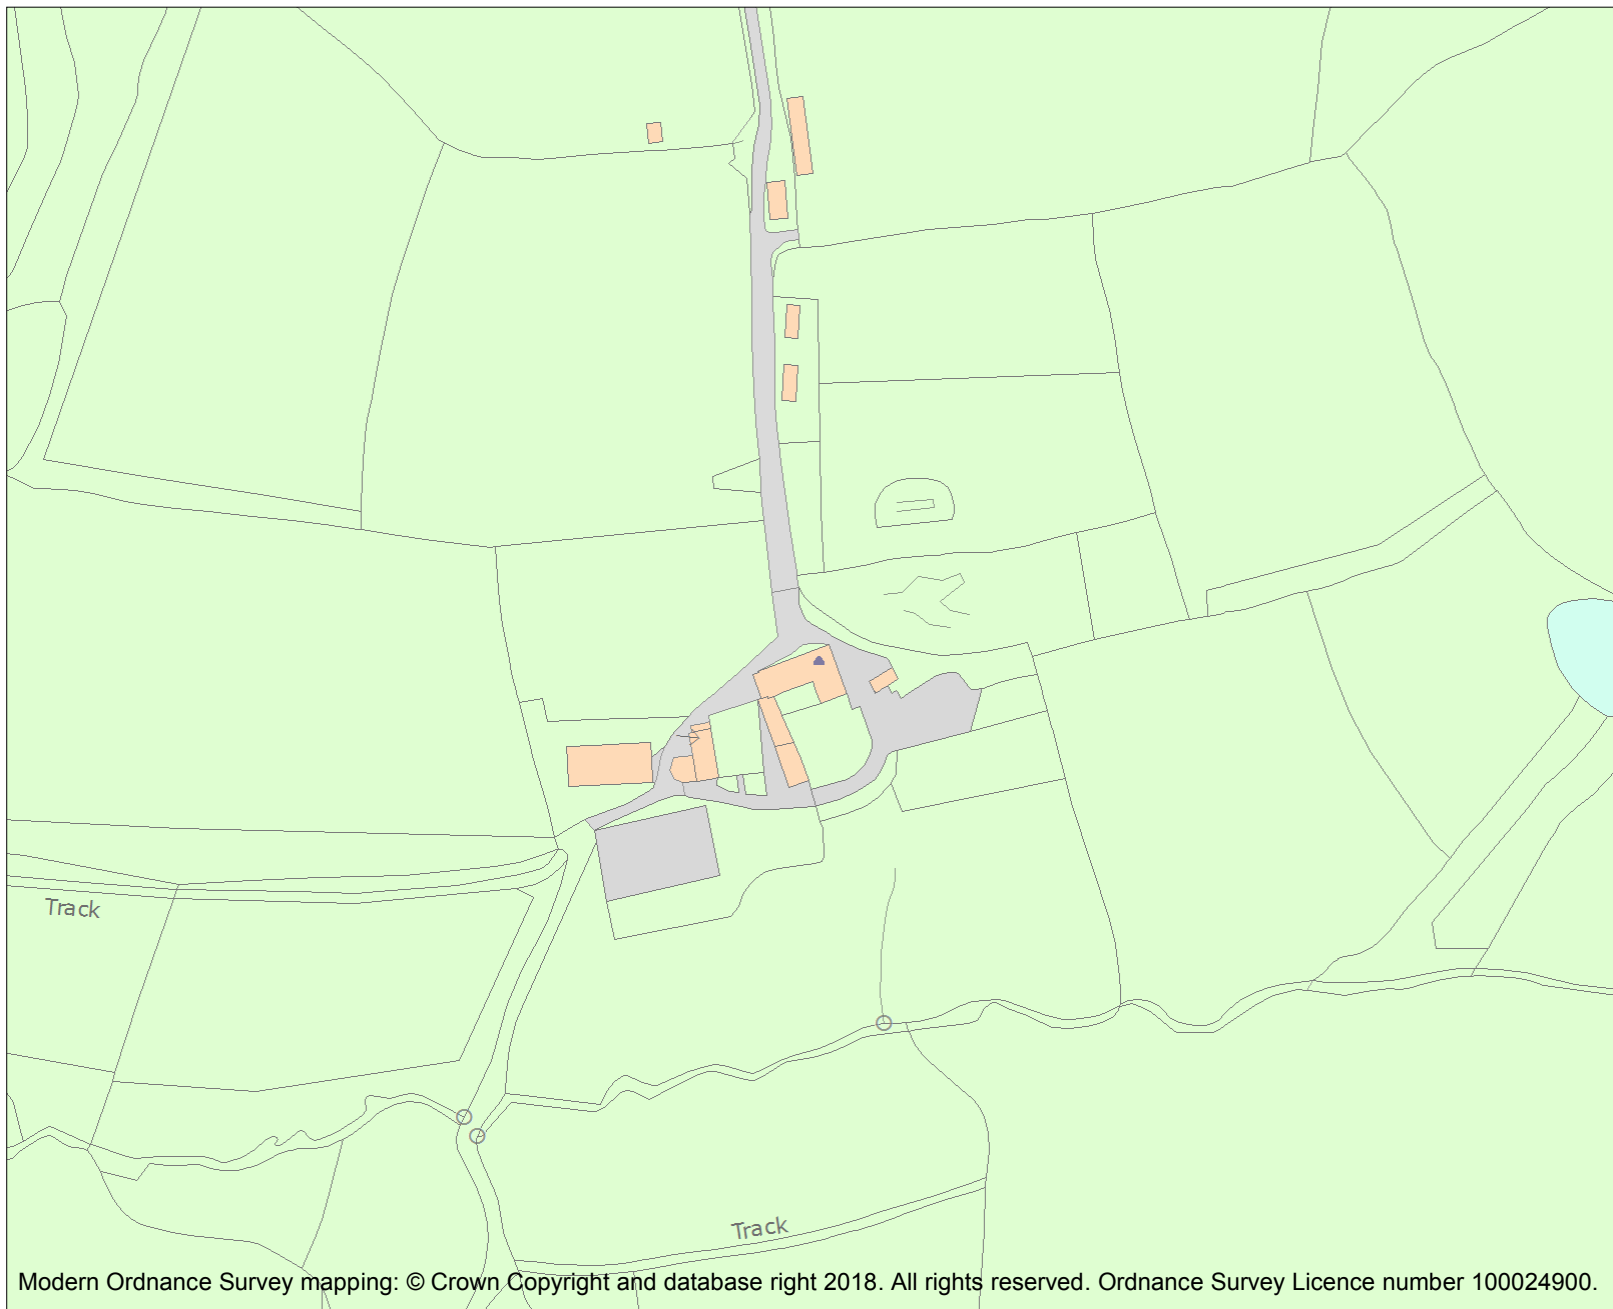 Track
Track
Modern Ordnance Survey mapping: © Crown Copyright and database right 2018. All rights reserved. Ordnance Survey Licence number 100024900.